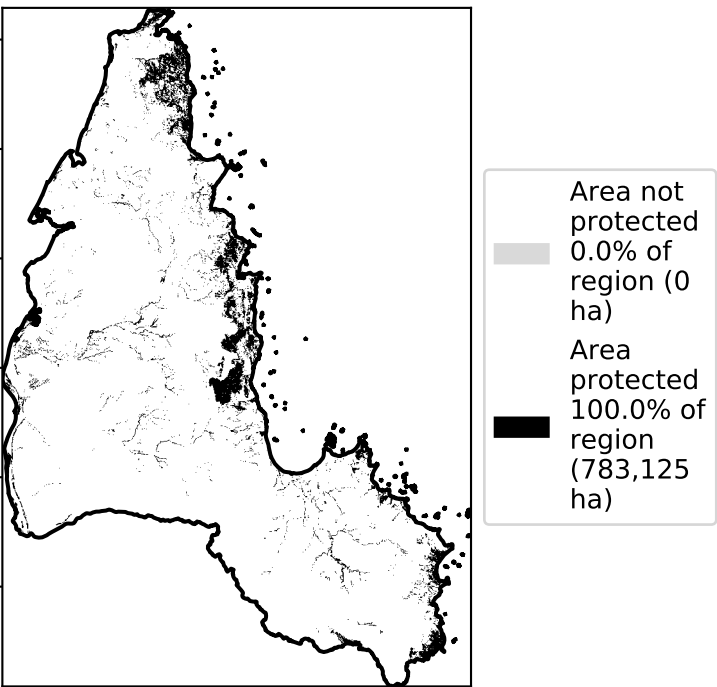 Area not
protected
0.0% of
region (0
ha)
Area
protected
100.0% of
region
(783,125
ha)